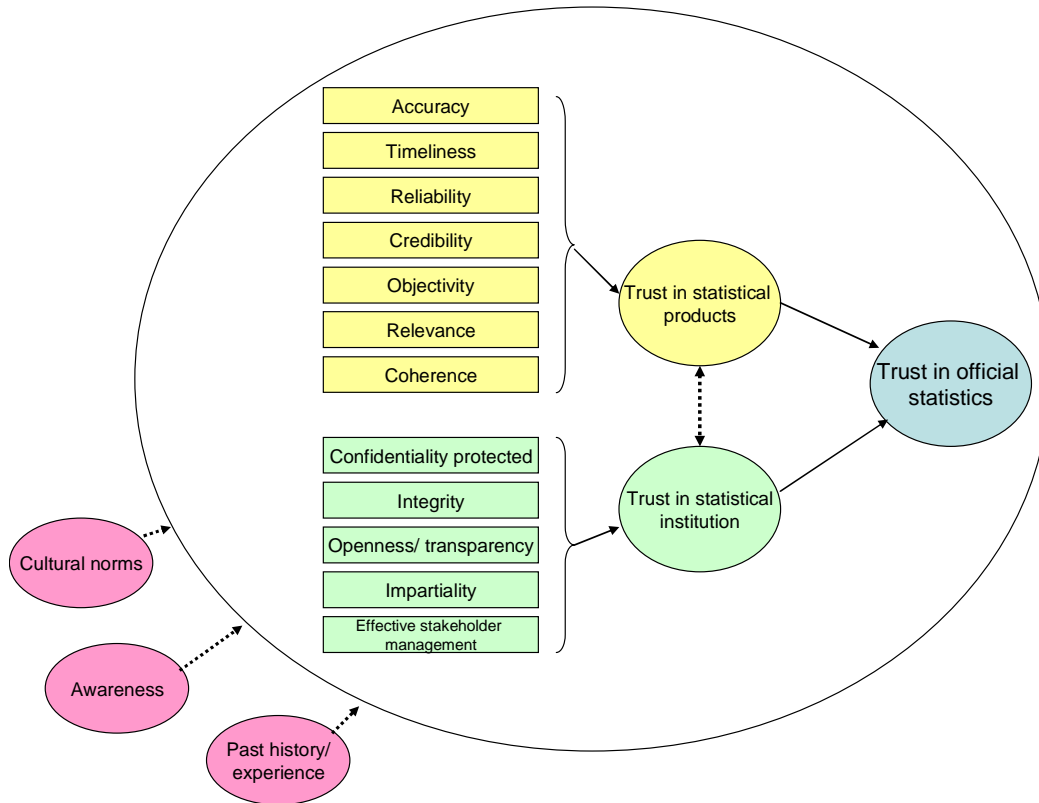 Accuracy
Timeliness
Reliability
Credibility
Objectivity
Relevance
Coherence
Trust in statistical
products
Trust in official
statistics
Confidentiality protected
Integrity
Openness/ transparency
Impartiality
Effective stakeholder
management
Trust in statistical
institution
Cultural norms
Awareness
Past history/
experience